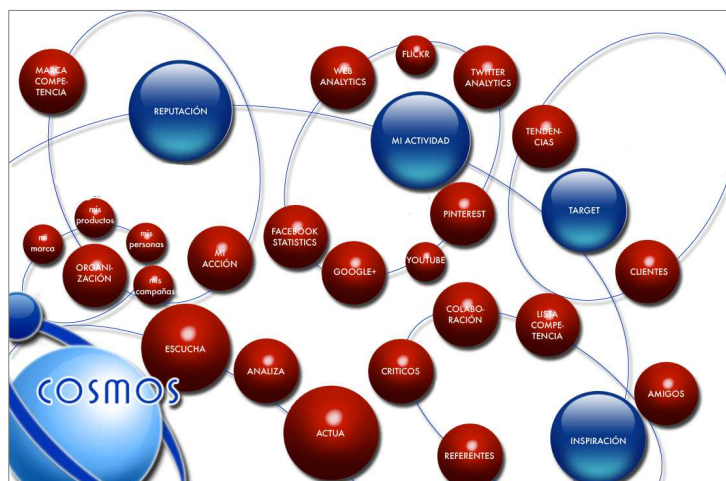 MARCA
COMPE-
TENCIA
REPUTACIÓN
WEB
ANALYTICS
FLICKR
TWITTER
ANALYTICS
MI ACTIVIDAD
TENDEN-
CIAS
TARGET
PINTEREST
mi
marca
mis
productos
mis
personas
ORGANI-
ZACIÓN
mis
campañas
MI
ACCIÓN
FACEBOOK
STATISTICS
GOOGLE+
YOUTUBE
CLIENTES
COLABO-
RACIÓN
LISTA
COMPE-
TENCIA
ESCUCHA
ANALIZA
CRITICOS
COSMOS
ACTUA
REFERENTES
INSPIRACIÓN
AMIGOS